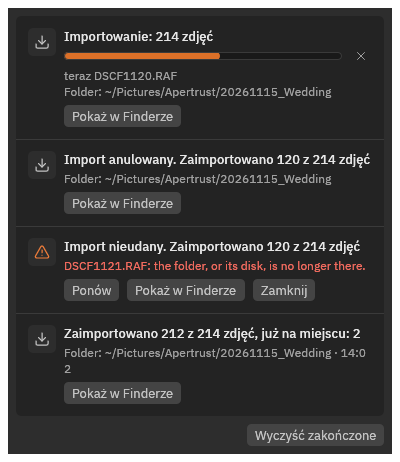 Importowanie: 214 zdjęć
teraz DSCF1120.RAF
Folder: ~/Pictures/Apertrust/20261115_Wedding
Pokaż w Finderze
Import anulowany. Zaimportowano 120 z 214 zdjęć
Folder: ~/Pictures/Apertrust/20261115_Wedding
Pokaż w Finderze
Import nieudany. Zaimportowano 120 z 214 zdjęć
DSCF1121.RAF: the folder, or its disk, is no longer there.
Ponów Pokaż w Finderze Zamknij
Zaimportowano 212 z 214 zdjęć, już na miejscu: 2
Folder: ~/Pictures/Apertrust/20261115_Wedding · 14:0
2
Pokaż w Finderze
Wyczyść zakończone